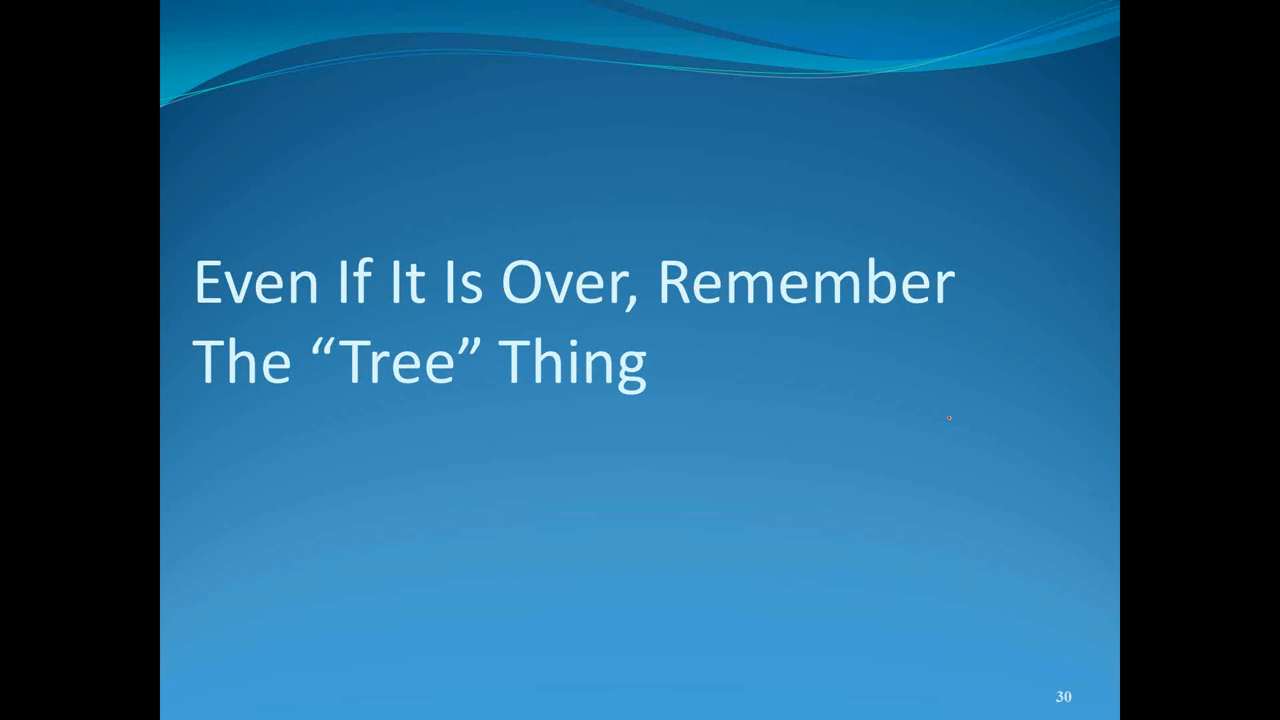 Even If It Is Over, Remember
The “Tree” Thing
30